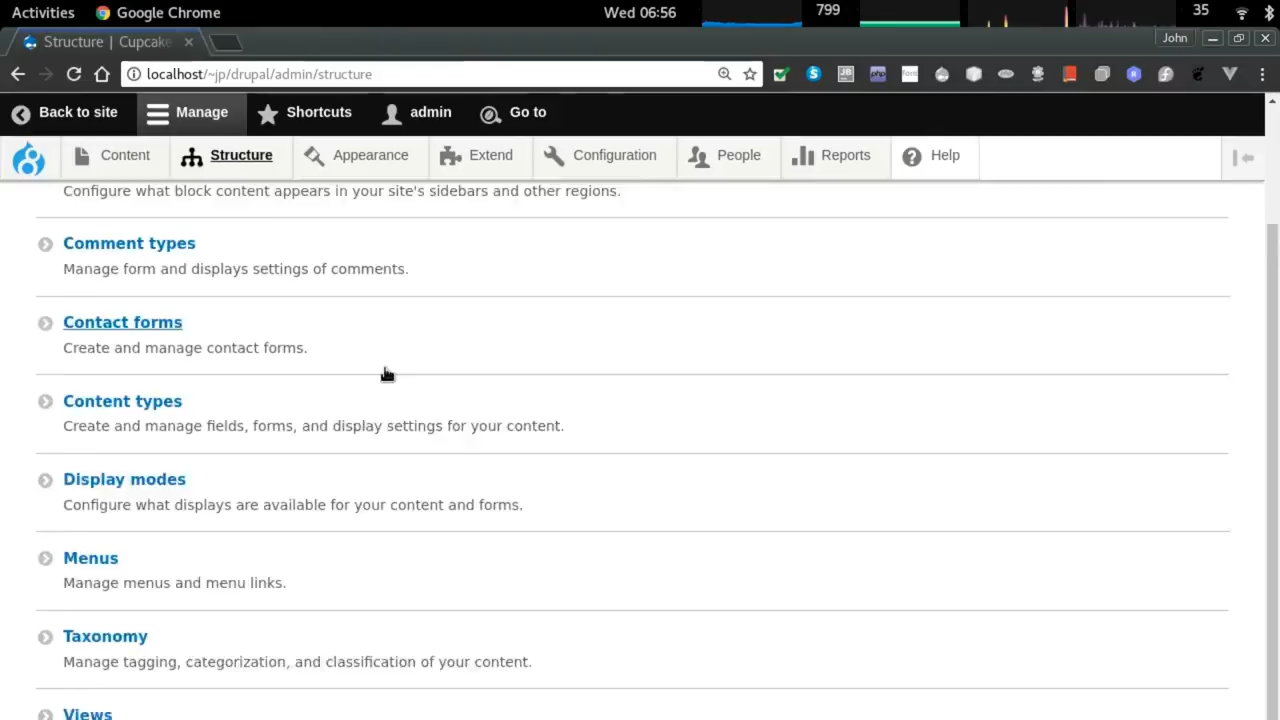 Activities Google Chrome Wed 06:56 799 35
Structure | Cupcake John
localhost/~jp/drupal/admin/structure
Back to site Manage Shortcuts admin Go to
Content Structure Appearance Extend Configuration People Reports Help
Configure what block content appears in your site's sidebars and other regions.
Comment types
Manage form and displays settings of comments.
Contact forms
Create and manage contact forms.
Content types
Create and manage fields, forms, and display settings for your content.
Display modes
Configure what displays are available for your content and forms.
Menus
Manage menus and menu links.
Taxonomy
Manage tagging, categorization, and classification of your content.
Views